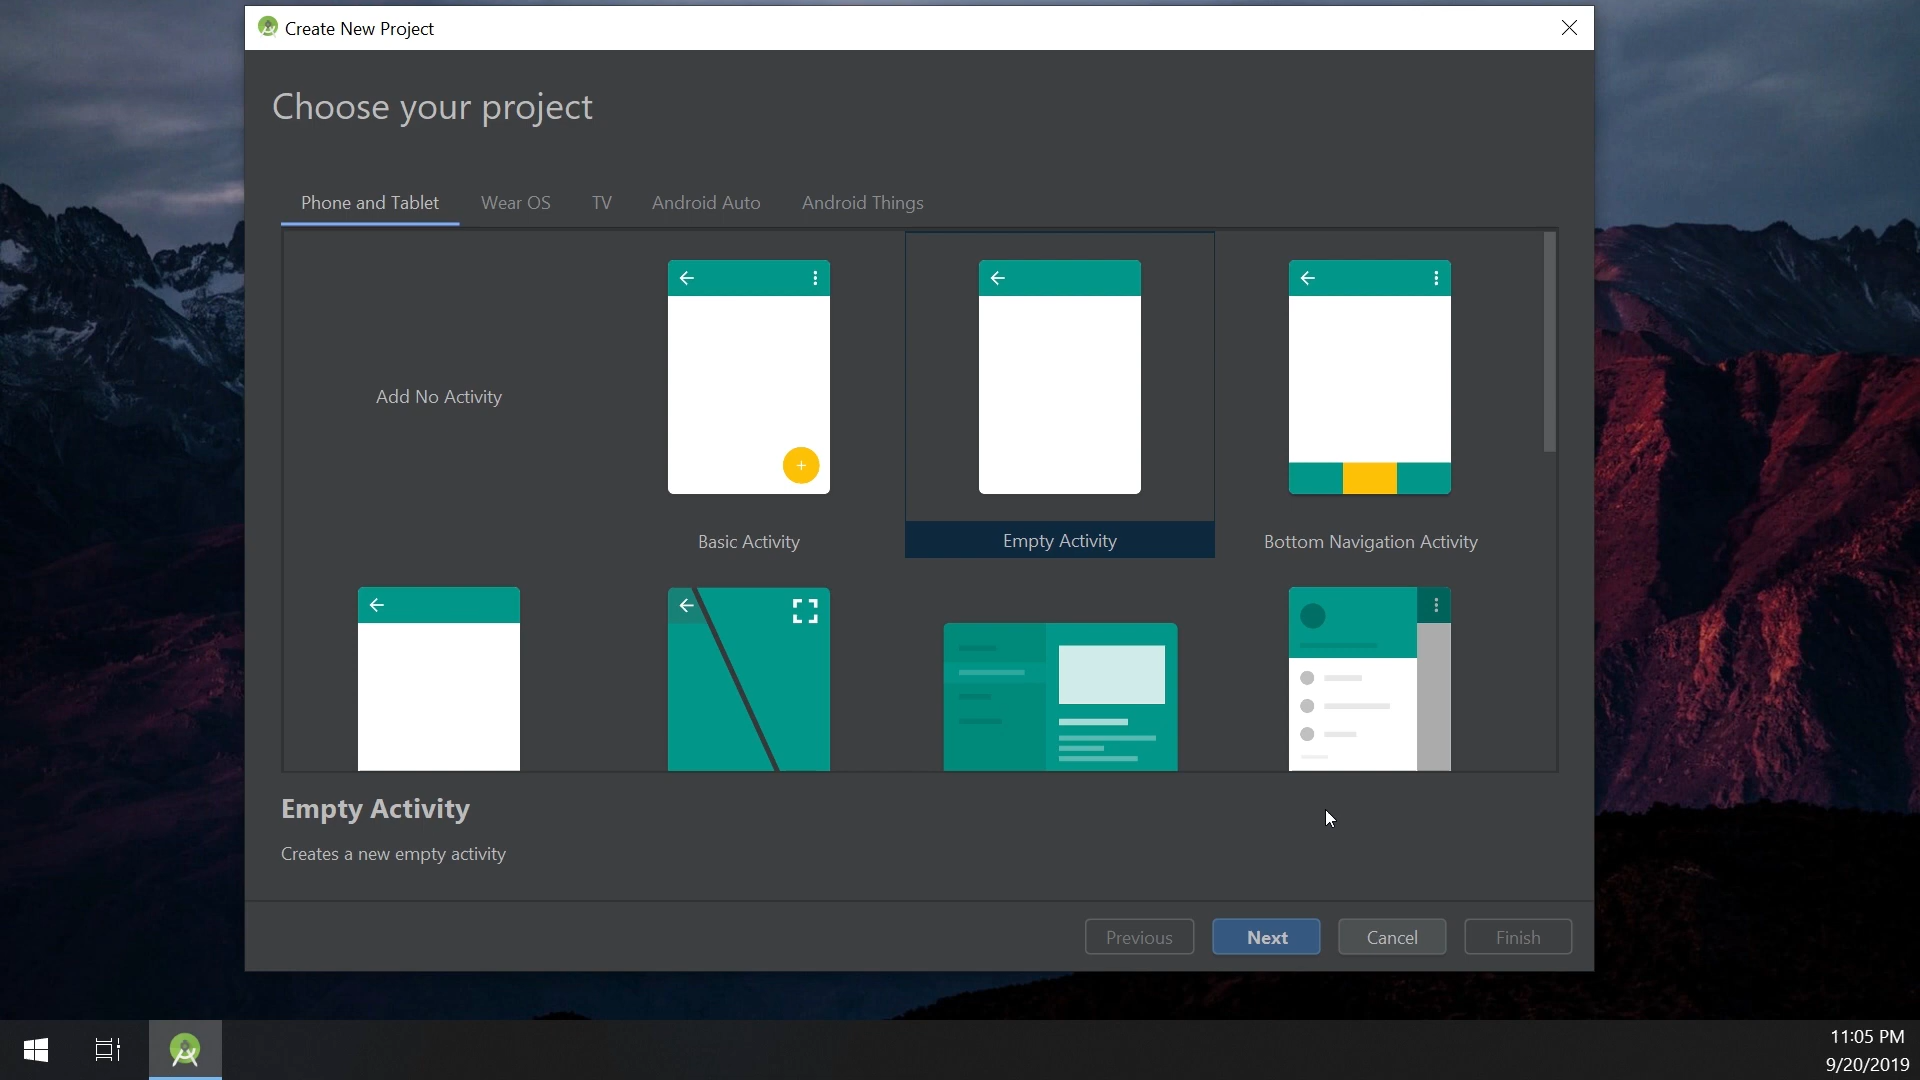 Create New Project
Choose your project
Phone and Tablet Wear OS TV Android Auto Android Things
Add No Activity
Basic Activity
Empty Activity
Bottom Navigation Activity
Empty Activity
Creates a new empty activity
Previous Next Cancel Finish
11:05 PM
9/20/2019